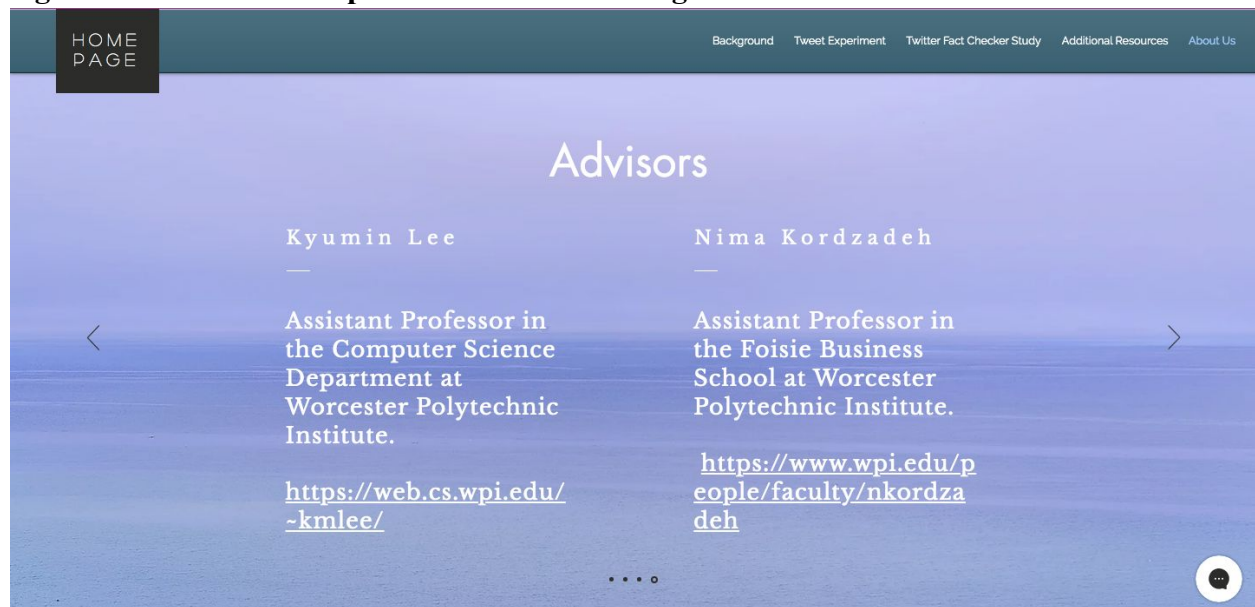 HOME
PAGE
Background Tweet Experiment Twitter Fact Checker Study Additional Resources About Us
Advisors
Kyumin Lee
Assistant Professor in
the Computer Science
Department at
Worcester Polytechnic
Institute.
https://web.cs.wpi.edu/
~kmlee/
Nima Kordzadeh
Assistant Professor in
the Foisie Business
School at Worcester
Polytechnic Institute.
https://www.wpi.edu/p
eople/faculty/nkordza
deh